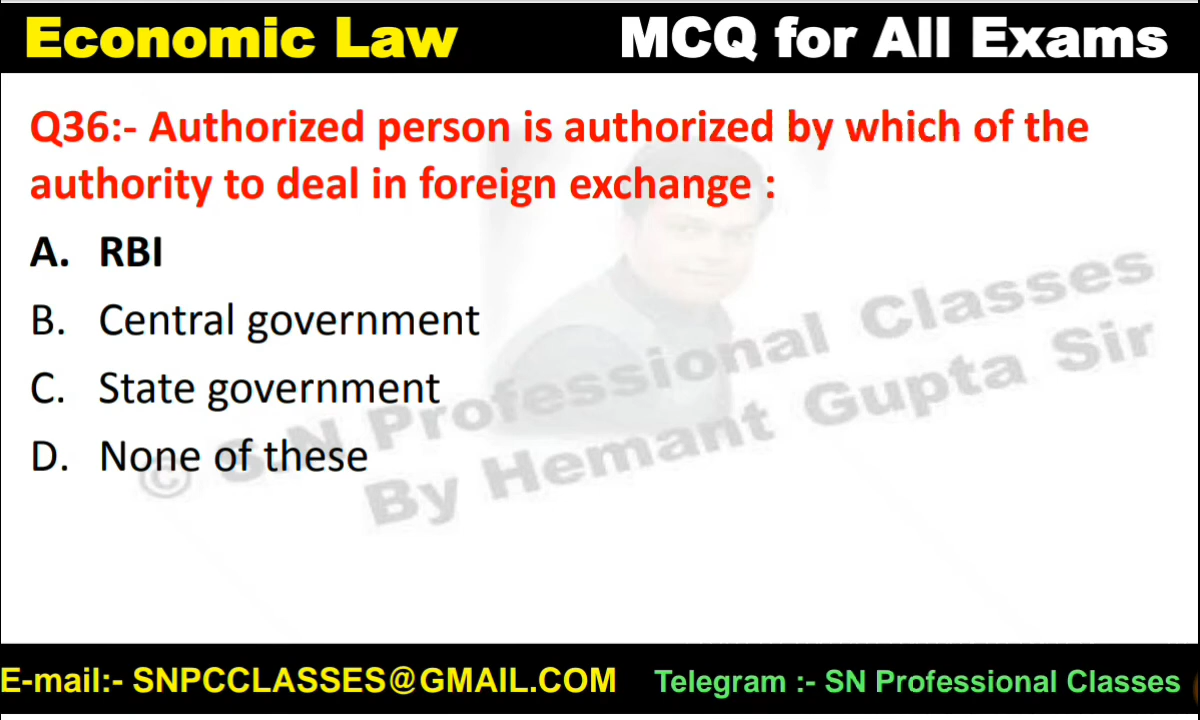 Economic Law MCQ for All Exams
Q36:- Authorized person is authorized by which of the
authority to deal in foreign exchange :
A. RBI
B. Central government
C. State government
D. None of these
© S.N Professional Classes
By Hemant Gupta Sir
E-mail:- SNPCCLASSES@GMAIL.COM Telegram :- SN Professional Classes